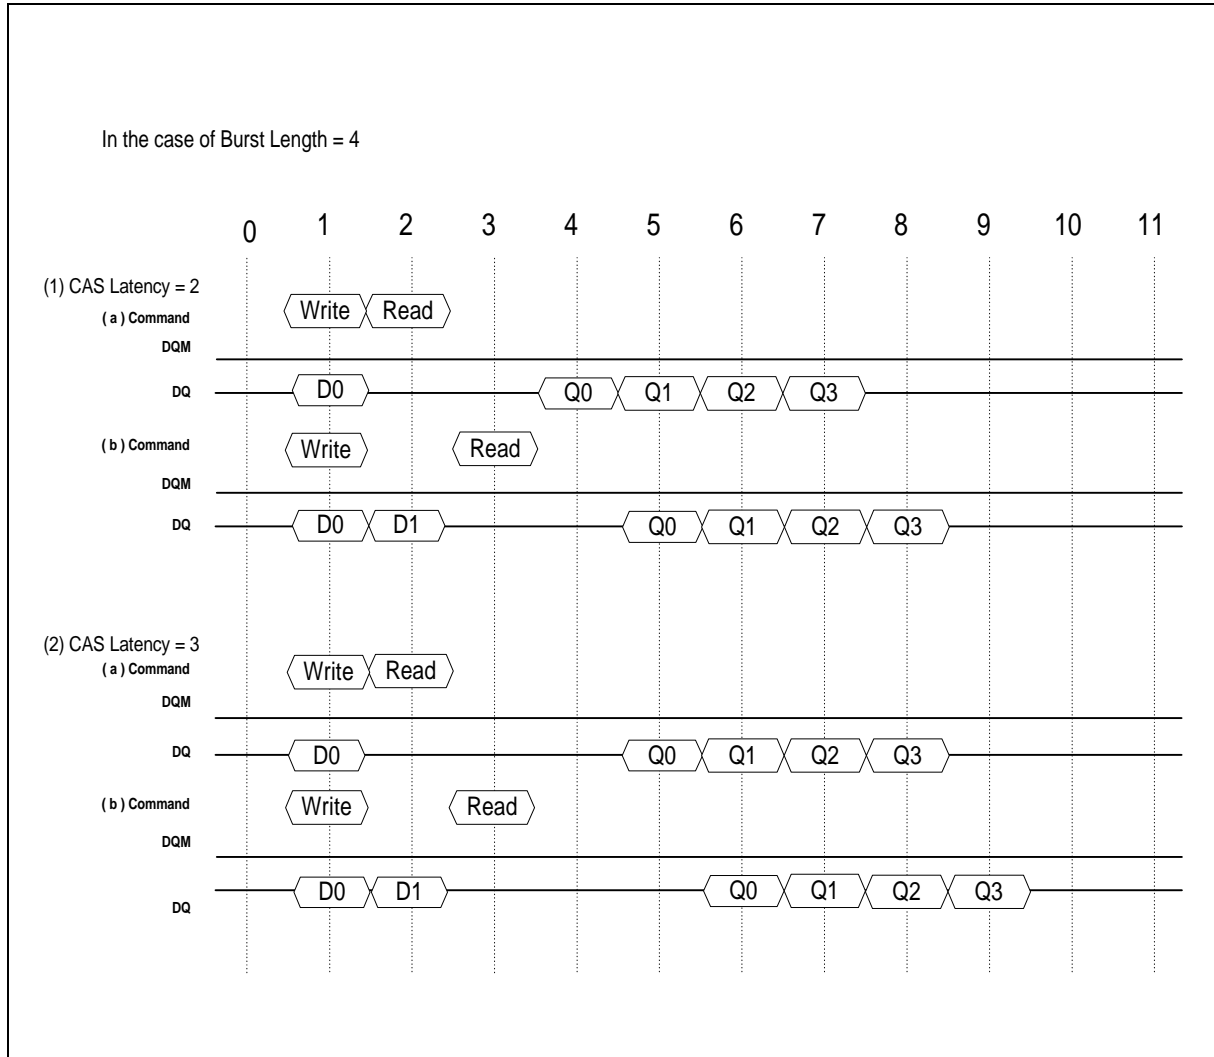 In the case of Burst Length = 4
0 1 2 3 4 5 6 7 8 9 10 11
(1) CAS Latency = 2
( a ) Command Write Read
DQM
DQ D0 Q0 Q1 Q2 Q3
( b ) Command Write Read
DQM
DQ D0 D1 Q0 Q1 Q2 Q3
(2) CAS Latency = 3
( a ) Command Write Read
DQM
DQ D0 Q0 Q1 Q2 Q3
( b ) Command Write Read
DQM
DQ D0 D1 Q0 Q1 Q2 Q3